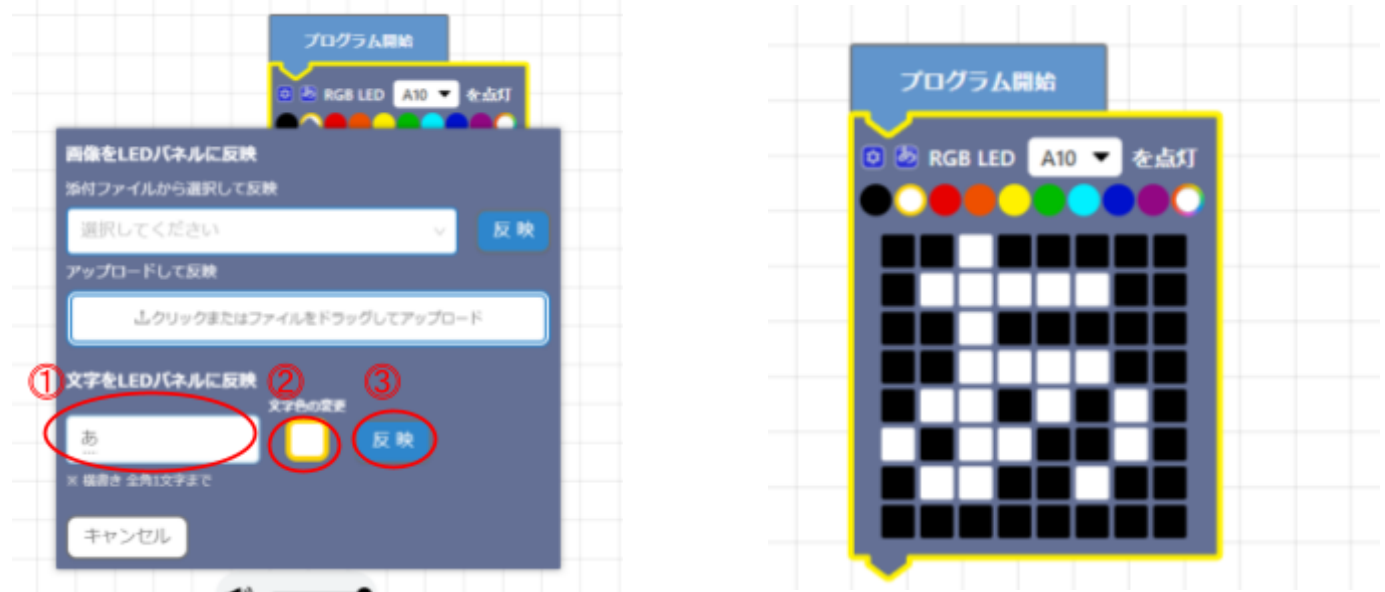 プログラム開始
あ RGB LED A10 を点灯
画像をLEDパネルに反映
添付ファイルから選択して反映
選択してください
反映
アップロードして反映
クリックまたはファイルをドラッグしてアップロード
① 文字をLEDパネルに反映 ② ③
文字色の変更
あ
反映
※ 横書き 全角1文字まで
キャンセル
プログラム開始
あ RGB LED A10 を点灯